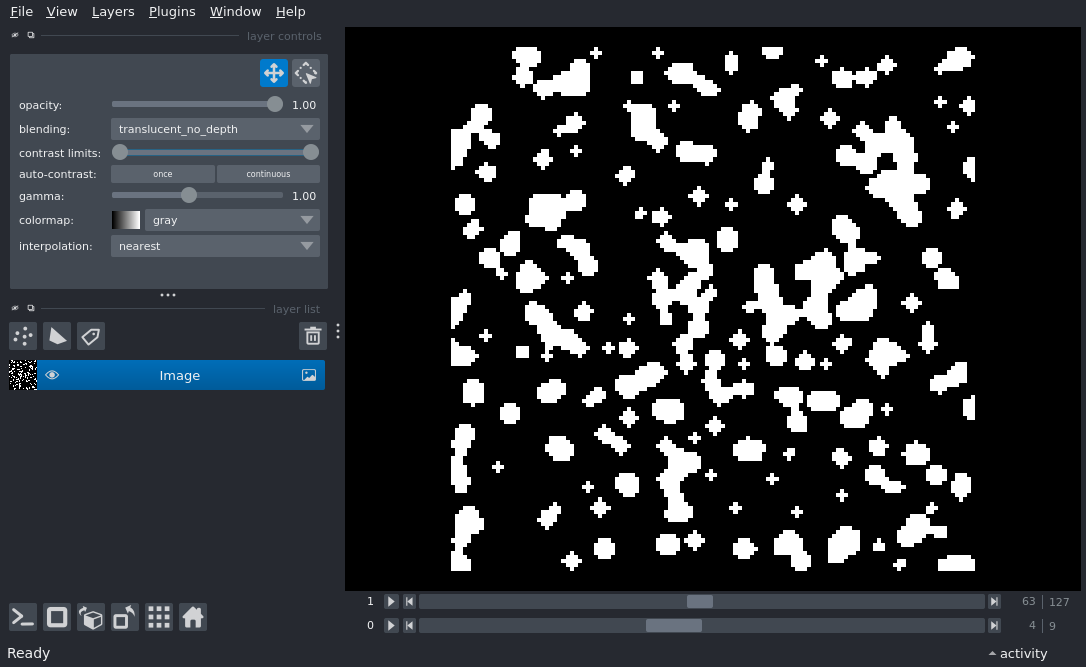 File View Layers Plugins Window Help
layer controls
opacity: 1.00
blending: translucent_no_depth
contrast limits:
auto-contrast: once continuous
gamma: 1.00
colormap: gray
interpolation: nearest
layer list
Image
1 63 127
0 4 9
Ready activity